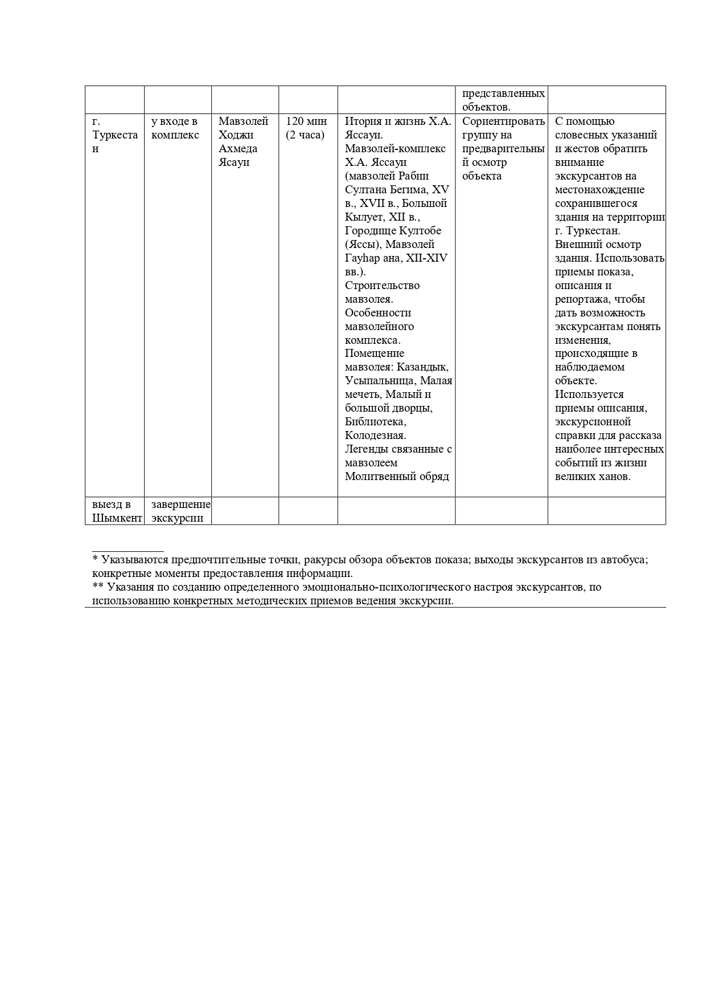 представленных
объектов.
г.
Туркеста
н
у входе в
комплекс
Мавзолей
Ходжи
Ахмеда
Ясауи
120 мин
(2 часа)
Итория и жизнь Х.А.
Яссауи.
Мавзолей-комплекс
Х.А. Яссауи
(мавзолей Рабии
Султана Бегима, XV
в., XVII в., Большой
Кылует, XII в.,
Городище Култобе
(Яссы), Мавзолей
Гауһар ана, XII-XIV
вв.).
Строительство
мавзолея.
Особенности
мавзолейного
комплекса.
Помещение
мавзолея: Казандык,
Усыпальница, Малая
мечеть, Малый и
большой дворцы,
Библиотека,
Колодезная.
Легенды связанные с
мавзолеем
Молитвенный обряд
Сориентировать
группу на
предварительны
й осмотр
объекта
С помощью
словесных указаний
и жестов обратить
внимание
экскурсантов на
местонахождение
сохранившегося
здания на территории
г. Туркестан.
Внешний осмотр
здания. Использовать
приемы показа,
описания и
репортажа, чтобы
дать возможность
экскурсантам понять
изменения,
происходящие в
наблюдаемом
объекте.
Используется
приемы описания,
экскурсионной
справки для рассказа
наиболее интересных
событий из жизни
великих ханов.
выезд в
Шымкент
завершение
экскурсии
____________
* Указываются предпочтительные точки, ракурсы обзора объектов показа; выходы экскурсантов из автобуса;
конкретные моменты предоставления информации.
** Указания по созданию определенного эмоционально-психологического настроя экскурсантов, по
использованию конкретных методических приемов ведения экскурсии.